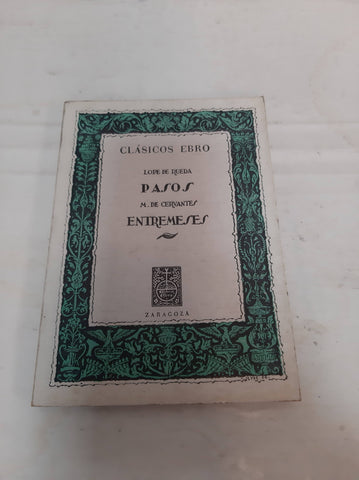 CLÁSICOS EBRO
LOPE DE RUEDA
PASOS
M. DE CERVANTES
ENTREMESES
ZARAGOZA